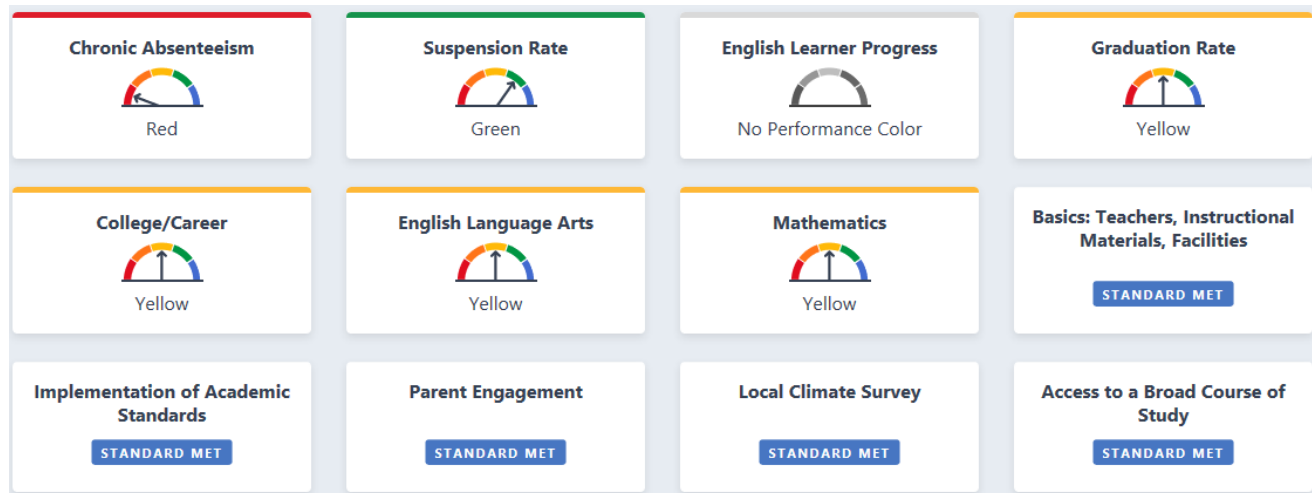 Chronic Absenteeism
Red
Suspension Rate
Green
English Learner Progress
No Performance Color
Graduation Rate
Yellow
College/Career
Yellow
English Language Arts
Yellow
Mathematics
Yellow
Basics: Teachers, Instructional
Materials, Facilities
STANDARD MET
Implementation of Academic
Standards
STANDARD MET
Parent Engagement
STANDARD MET
Local Climate Survey
STANDARD MET
Access to a Broad Course of
Study
STANDARD MET